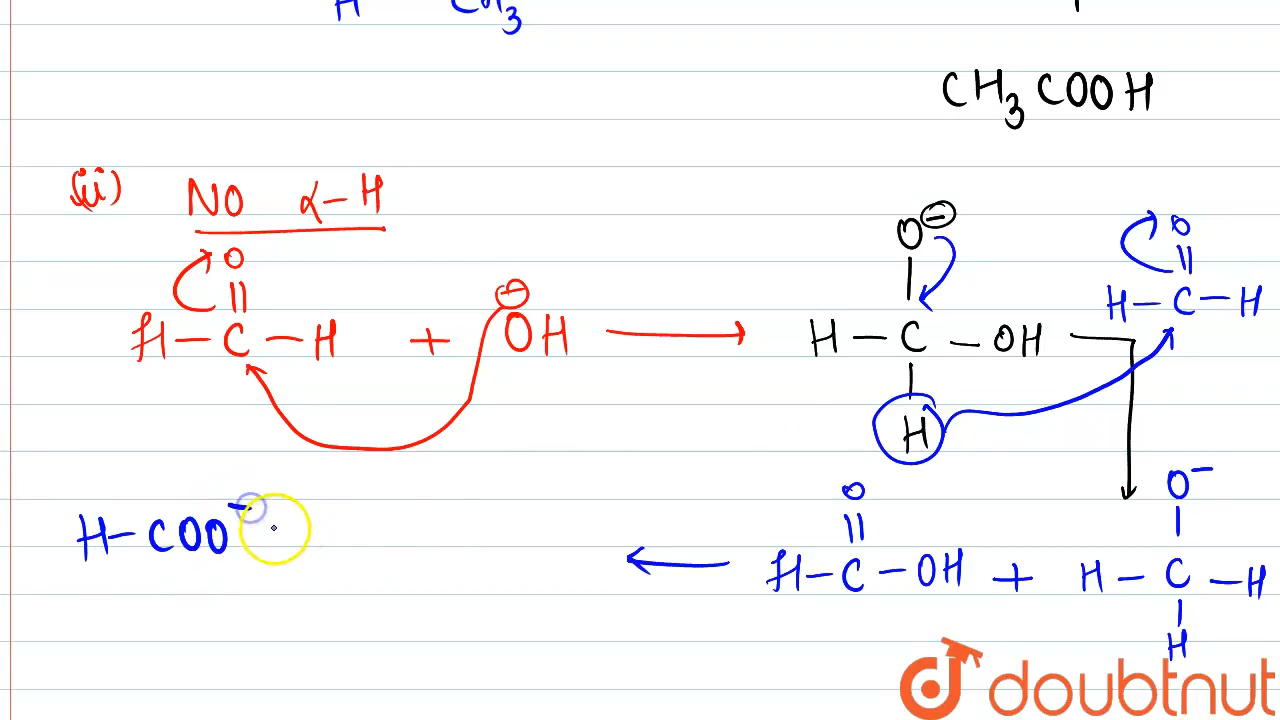 H CH3
CH3COOH
(ii) NO α-H
O O⊖ O
H-C-H + ⊖OH → H-C-OH H-C-H
H
O O-
H-COO- ← H-C-OH + H-C-H
H
doubtnut